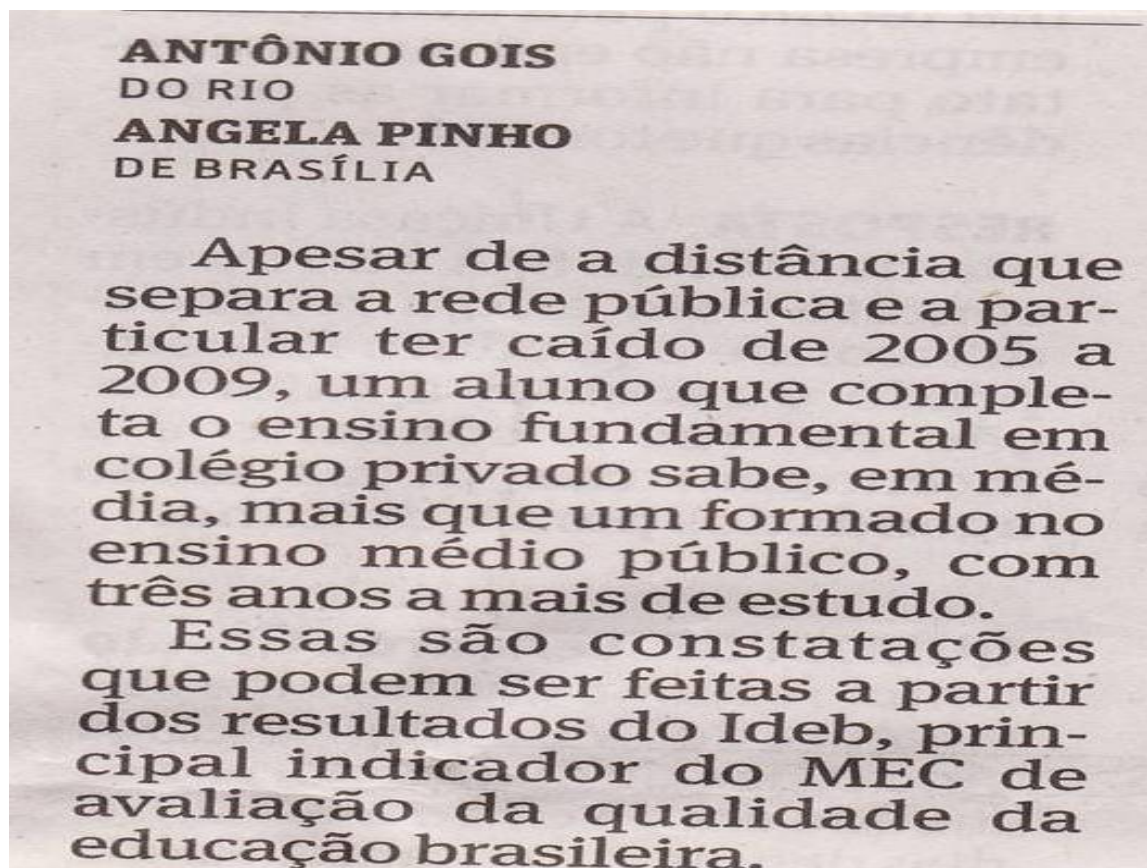 ANTÔNIO GOIS
DO RIO
ANGELA PINHO
DE BRASÍLIA
Apesar de a distância que
separa a rede pública e a par-
ticular ter caído de 2005 a
2009, um aluno que comple-
ta o ensino fundamental em
colégio privado sabe, em mé-
dia, mais que um formado no
ensino médio público, com
três anos a mais de estudo.
Essas são constatações
que podem ser feitas a partir
dos resultados do Ideb, prin-
cipal indicador do MEC de
avaliação da qualidade da
educação brasileira.